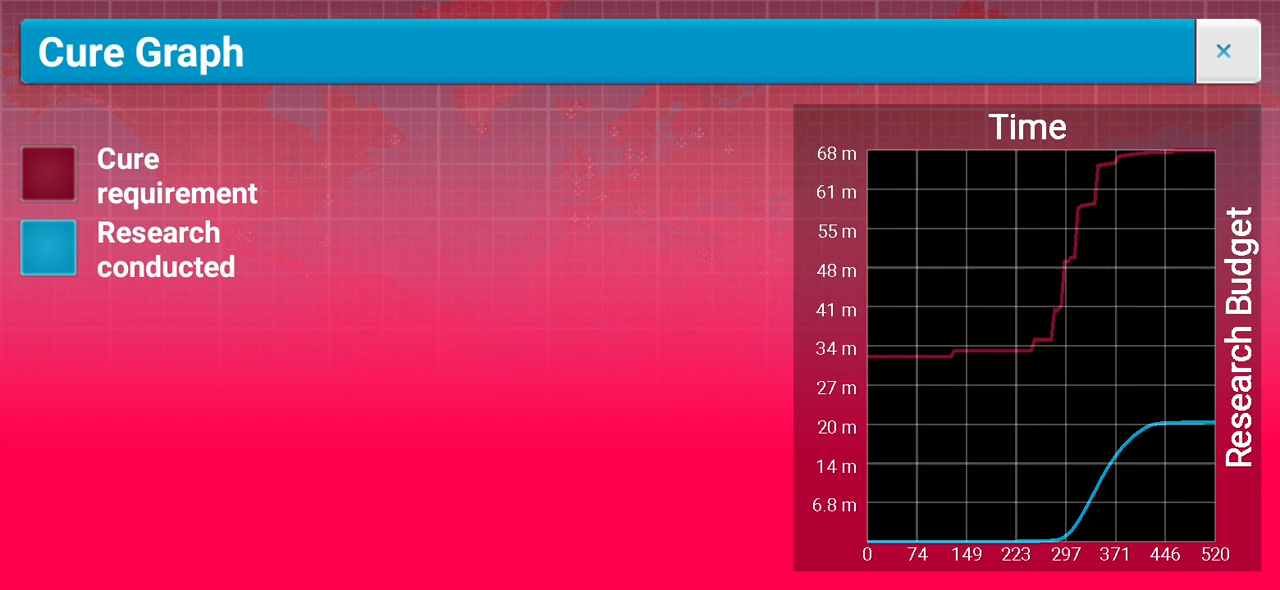 Cure Graph
×
Cure
requirement
Research
conducted
Time
68 m
61 m
55 m
48 m
41 m
34 m
27 m
20 m
14 m
6.8 m
0 74 149 223 297 371 446 520
Research Budget